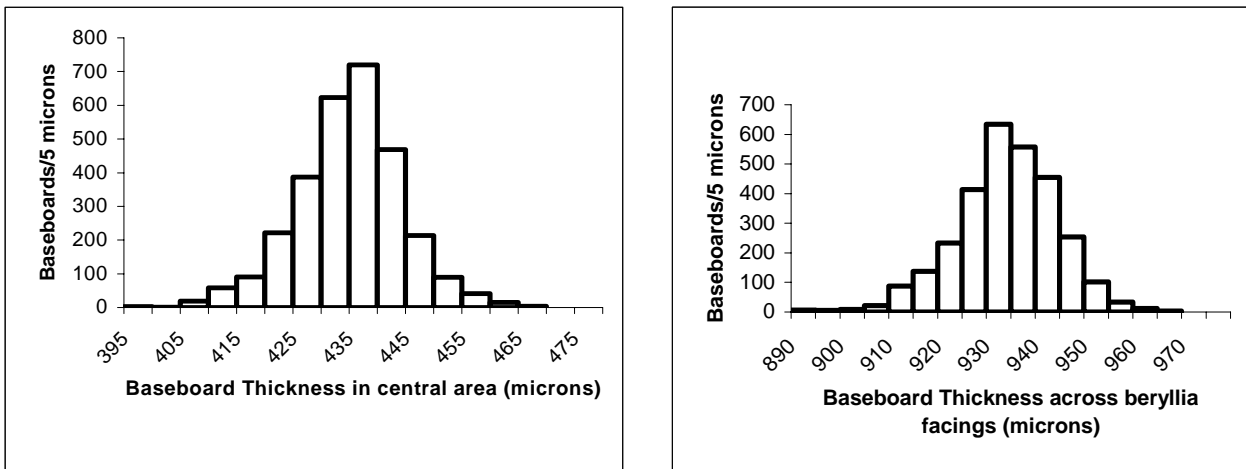 800
700
600
500
400
300
200
100
0
Baseboards/5 microns
395 405 415 425 435 445 455 465 475
Baseboard Thickness in central area (microns)
700
600
500
400
300
200
100
0
Baseboards/5 microns
890 900 910 920 930 940 950 960 970
Baseboard Thickness across beryllia
facings (microns)